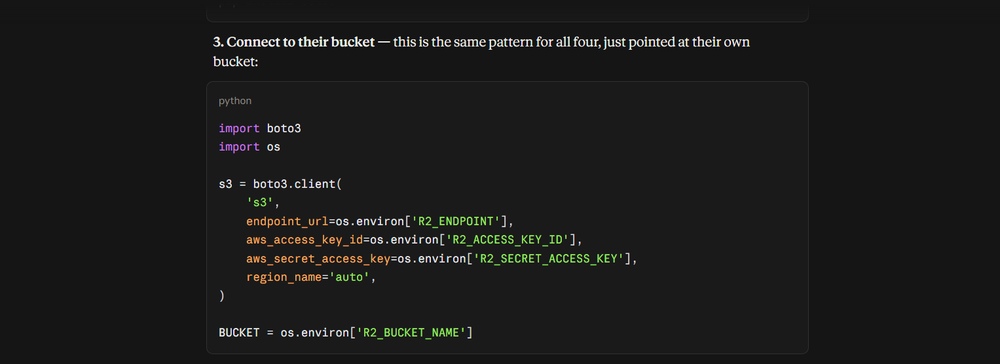 3. Connect to their bucket — this is the same pattern for all four, just pointed at their own
bucket:
python
import boto3
import os
s3 = boto3.client(
    's3',
    endpoint_url=os.environ['R2_ENDPOINT'],
    aws_access_key_id=os.environ['R2_ACCESS_KEY_ID'],
    aws_secret_access_key=os.environ['R2_SECRET_ACCESS_KEY'],
    region_name='auto',
)
BUCKET = os.environ['R2_BUCKET_NAME']